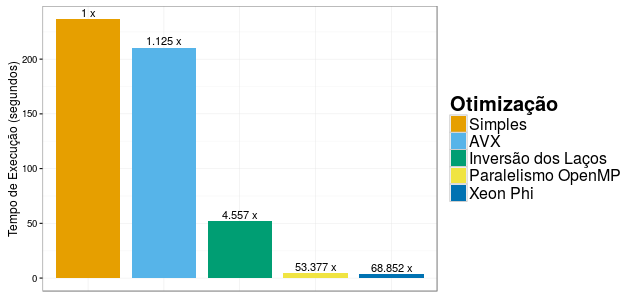 1 x
1.125 x
4.557 x
53.377 x
68.852 x
200
150
100
50
0
Tempo de Execução (segundos)
Otimização
Simples
AVX
Inversão dos Laços
Paralelismo OpenMP
Xeon Phi